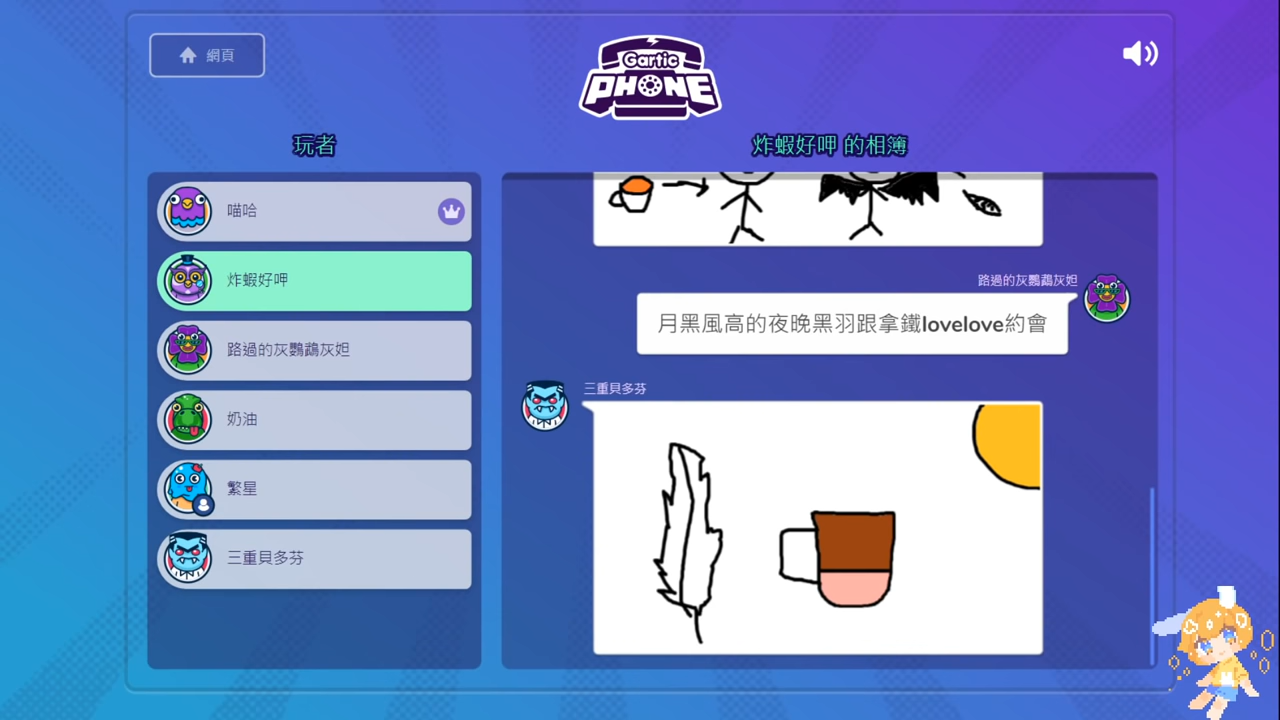 網頁
Gartic
PHONE
玩者
炸蝦好呷 的相簿
喵哈
炸蝦好呷
路過的灰鸚鵡灰妲
奶油
繁星
三重貝多芬
路過的灰鸚鵡灰妲
月黑風高的夜晚黑羽跟拿鐵lovelove約會
三重貝多芬